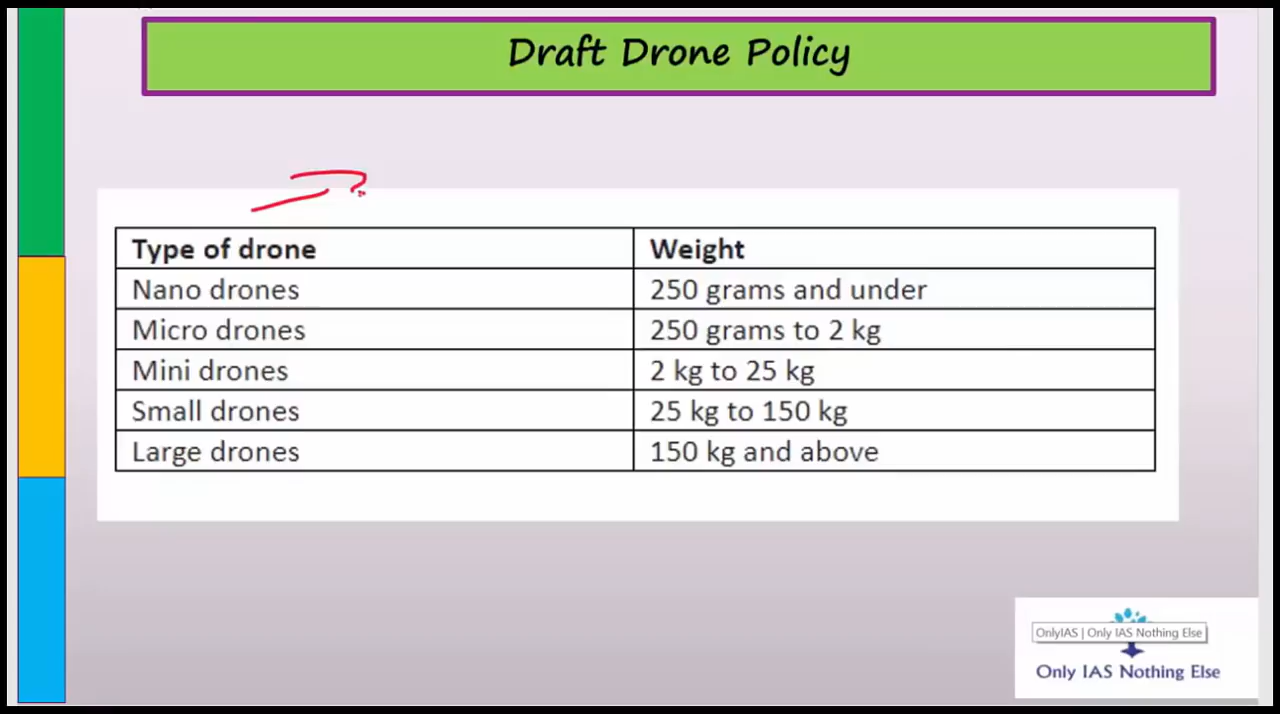 Draft Drone Policy
Type of drone Weight
Nano drones 250 grams and under
Micro drones 250 grams to 2 kg
Mini drones 2 kg to 25 kg
Small drones 25 kg to 150 kg
Large drones 150 kg and above
OnlyIAS | Only IAS Nothing Else
Only IAS Nothing Else